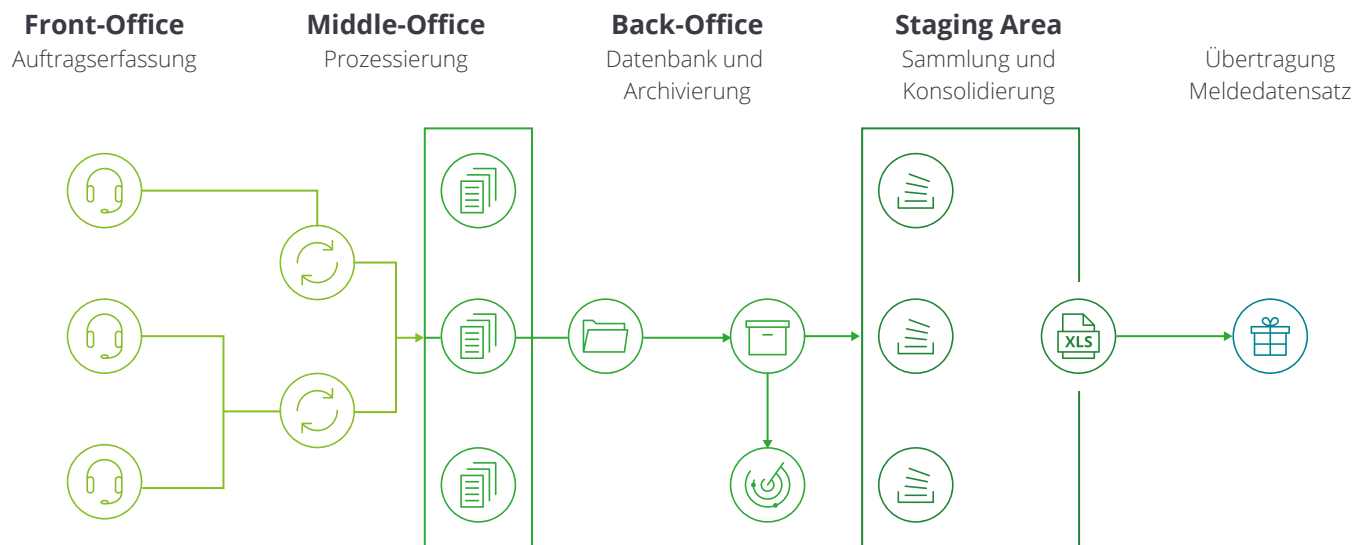 Front-Office
Auftragserfassung
Middle-Office
Prozessierung
Back-Office
Datenbank und
Archivierung
Staging Area
Sammlung und
Konsolidierung
Übertragung
Meldedatensatz
XLS